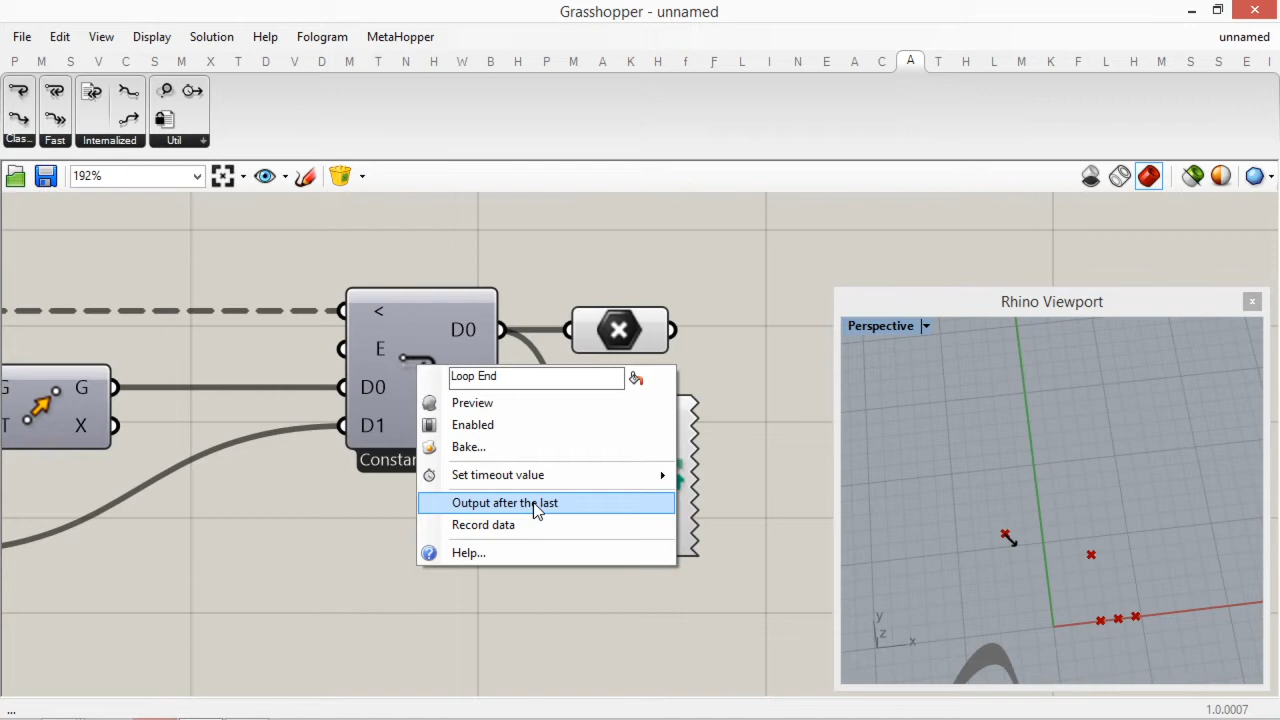 Grasshopper - unnamed
File Edit View Display Solution Help Fologram MetaHopper unnamed
P M S V C S M X T R D M T N H W B H P M A K H f F L I N E A C A T H L M K F L H M S S E I
Clas... Fast Internalized Util
192%
<
D0
E
G D0
T X D1
Constan
Loop End
Preview
Enabled
Bake...
Set timeout value
Output after the last
Record data
Help...
Rhino Viewport
Perspective
y
z x
...
1.0.0007